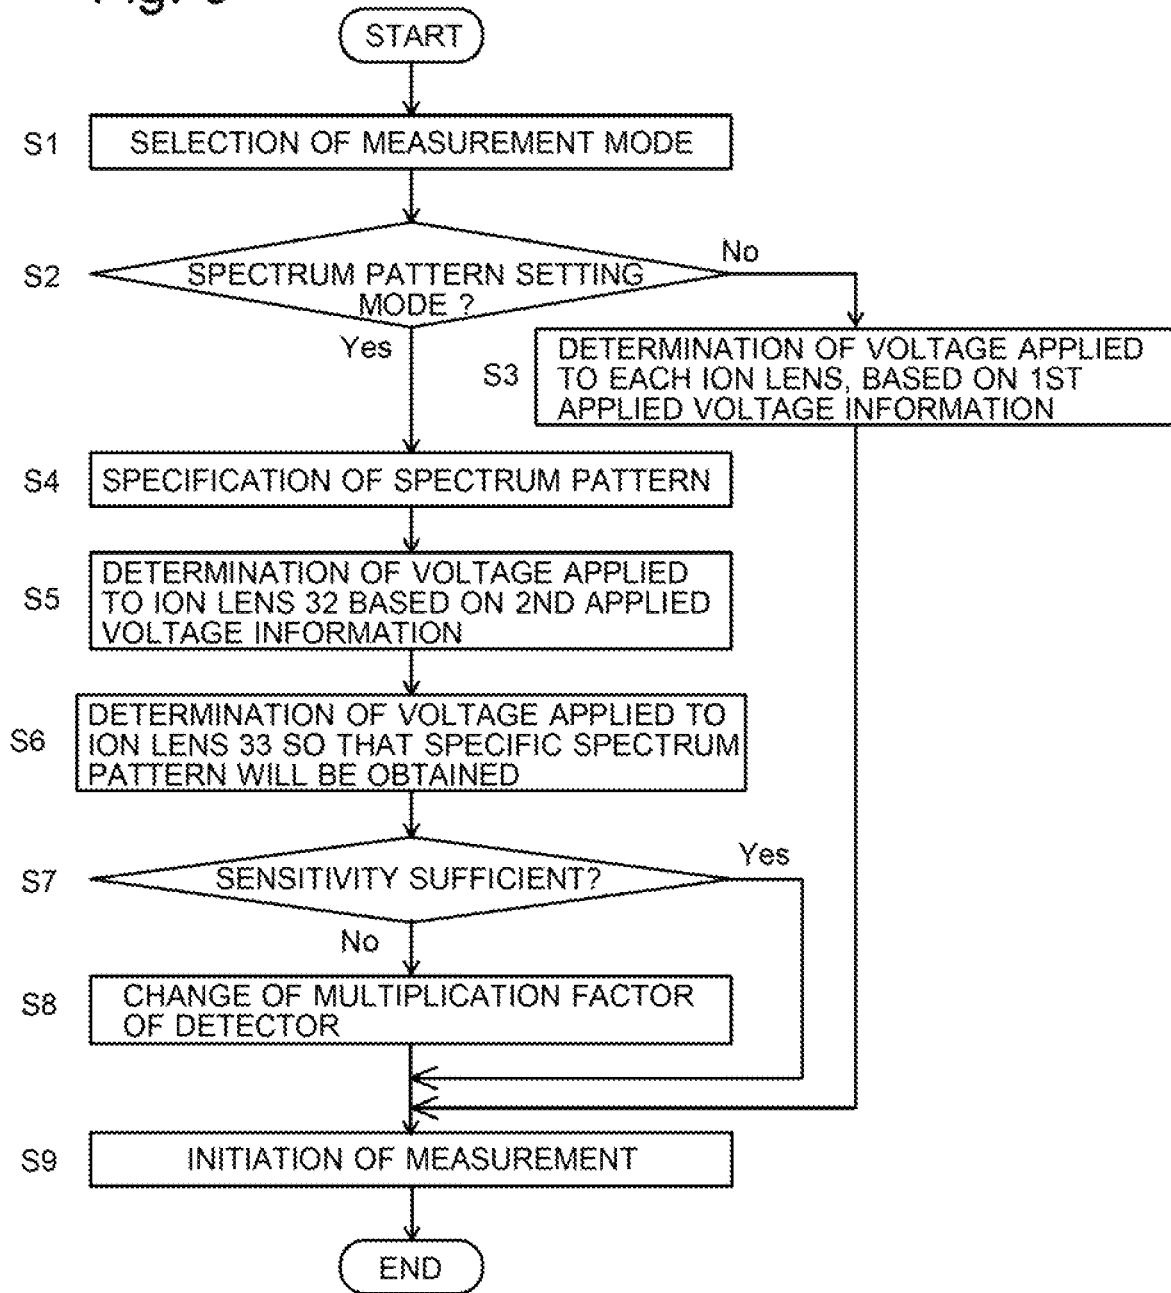 START
S1
SELECTION OF MEASUREMENT MODE
S2
SPECTRUM PATTERN SETTING
MODE ?
No
Yes
S3
DETERMINATION OF VOLTAGE APPLIED
TO EACH ION LENS, BASED ON 1ST
APPLIED VOLTAGE INFORMATION
S4
SPECIFICATION OF SPECTRUM PATTERN
S5
DETERMINATION OF VOLTAGE APPLIED
TO ION LENS 32 BASED ON 2ND APPLIED
VOLTAGE INFORMATION
S6
DETERMINATION OF VOLTAGE APPLIED TO
ION LENS 33 SO THAT SPECIFIC SPECTRUM
PATTERN WILL BE OBTAINED
S7
SENSITIVITY SUFFICIENT?
Yes
No
S8
CHANGE OF MULTIPLICATION FACTOR
OF DETECTOR
S9
INITIATION OF MEASUREMENT
END